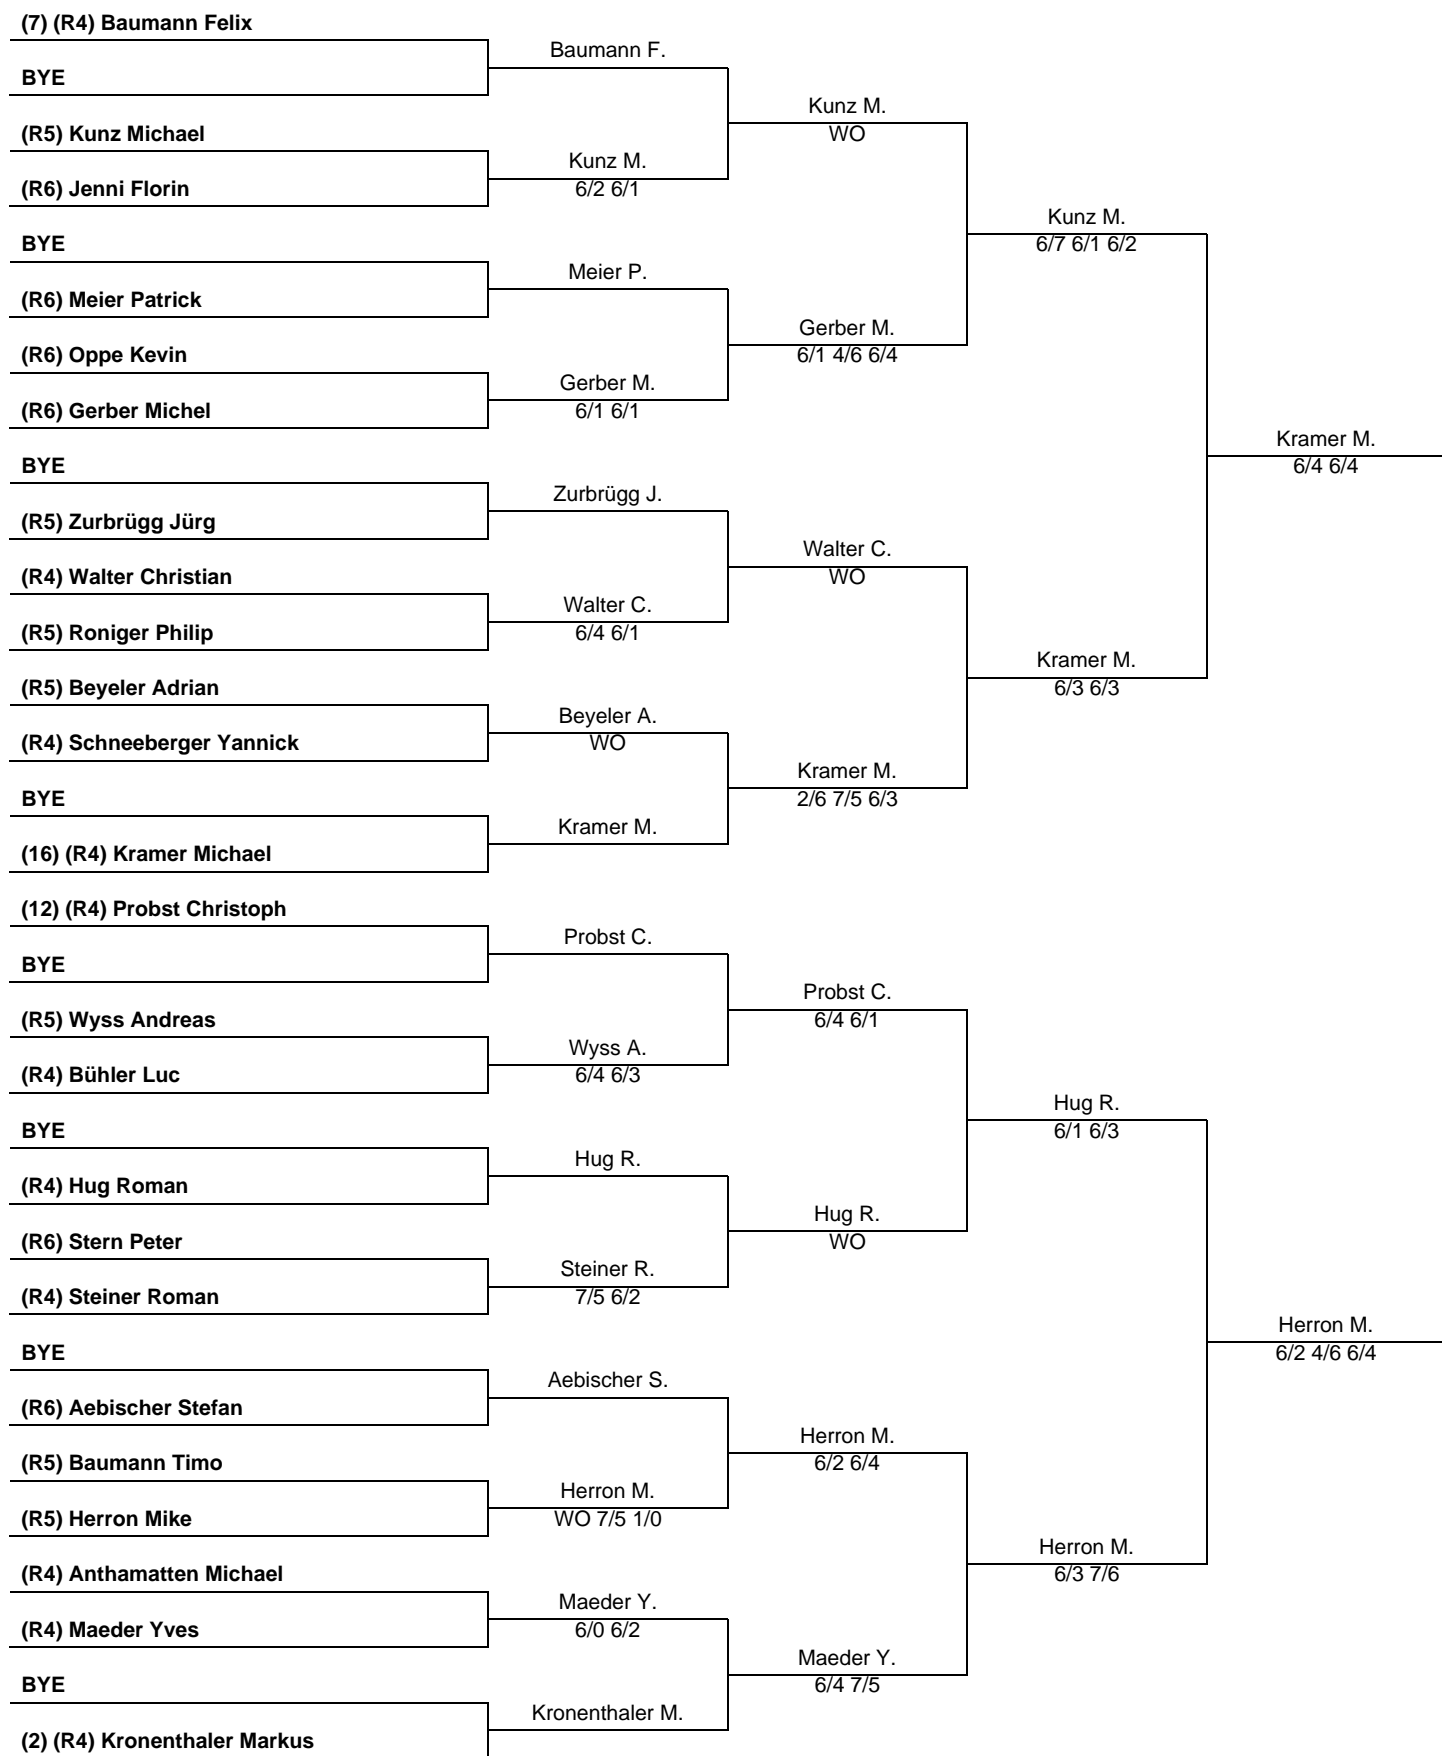 (7) (R4) Baumann Felix
BYE
(R5) Kunz Michael
(R6) Jenni Florin
BYE
(R6) Meier Patrick
(R6) Oppe Kevin
(R6) Gerber Michel
BYE
(R5) Zurbrügg Jürg
(R4) Walter Christian
(R5) Roniger Philip
(R5) Beyeler Adrian
(R4) Schneeberger Yannick
BYE
(16) (R4) Kramer Michael
(12) (R4) Probst Christoph
BYE
(R5) Wyss Andreas
(R4) Bühler Luc
BYE
(R4) Hug Roman
(R6) Stern Peter
(R4) Steiner Roman
BYE
(R6) Aebischer Stefan
(R5) Baumann Timo
(R5) Herron Mike
(R4) Anthamatten Michael
(R4) Maeder Yves
BYE
(2) (R4) Kronenthaler Markus
Baumann F.
Kunz M.
6/2 6/1
Meier P.
Gerber M.
6/1 6/1
Zurbrügg J.
Walter C.
6/4 6/1
Beyeler A.
WO
Kramer M.
Probst C.
Wyss A.
6/4 6/3
Hug R.
Steiner R.
7/5 6/2
Aebischer S.
Herron M.
WO 7/5 1/0
Maeder Y.
6/0 6/2
Kronenthaler M.
Kunz M.
WO
Gerber M.
6/1 4/6 6/4
Walter C.
WO
Kramer M.
2/6 7/5 6/3
Probst C.
6/4 6/1
Hug R.
WO
Herron M.
6/2 6/4
Maeder Y.
6/4 7/5
Kunz M.
6/7 6/1 6/2
Kramer M.
6/3 6/3
Hug R.
6/1 6/3
Herron M.
6/3 7/6
Kramer M.
6/4 6/4
Herron M.
6/2 4/6 6/4